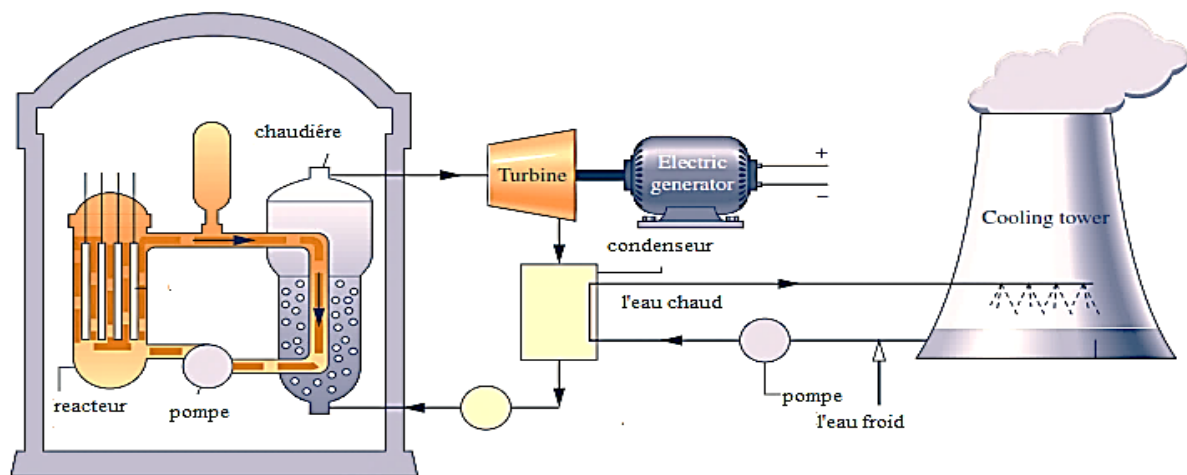 chaudiére
Turbine
Electric
generator
+
−
Cooling tower
condenseur
l'eau chaud
reacteur
pompe
pompe
l'eau froid